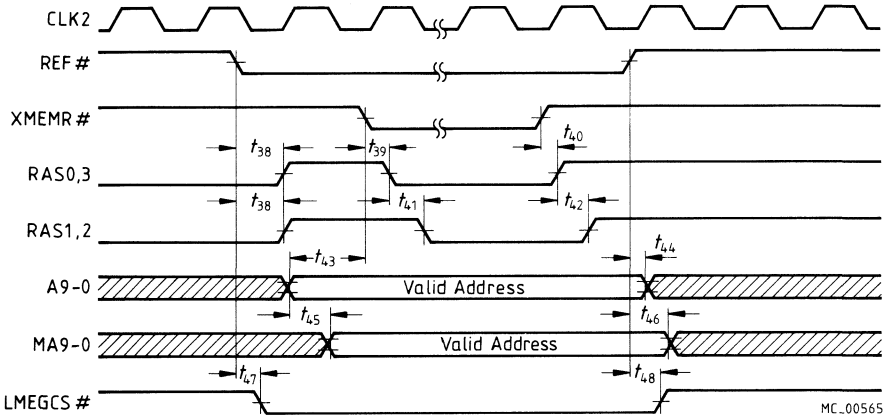 CLK2
REF#
XMEMR#
t38 t39 t40
RAS0,3
t38 t41 t42
RAS1,2
t43 t44
A9-0 Valid Address
t45 t46
MA9-0 Valid Address
t47 t48
LMEGCS#
MC_00565